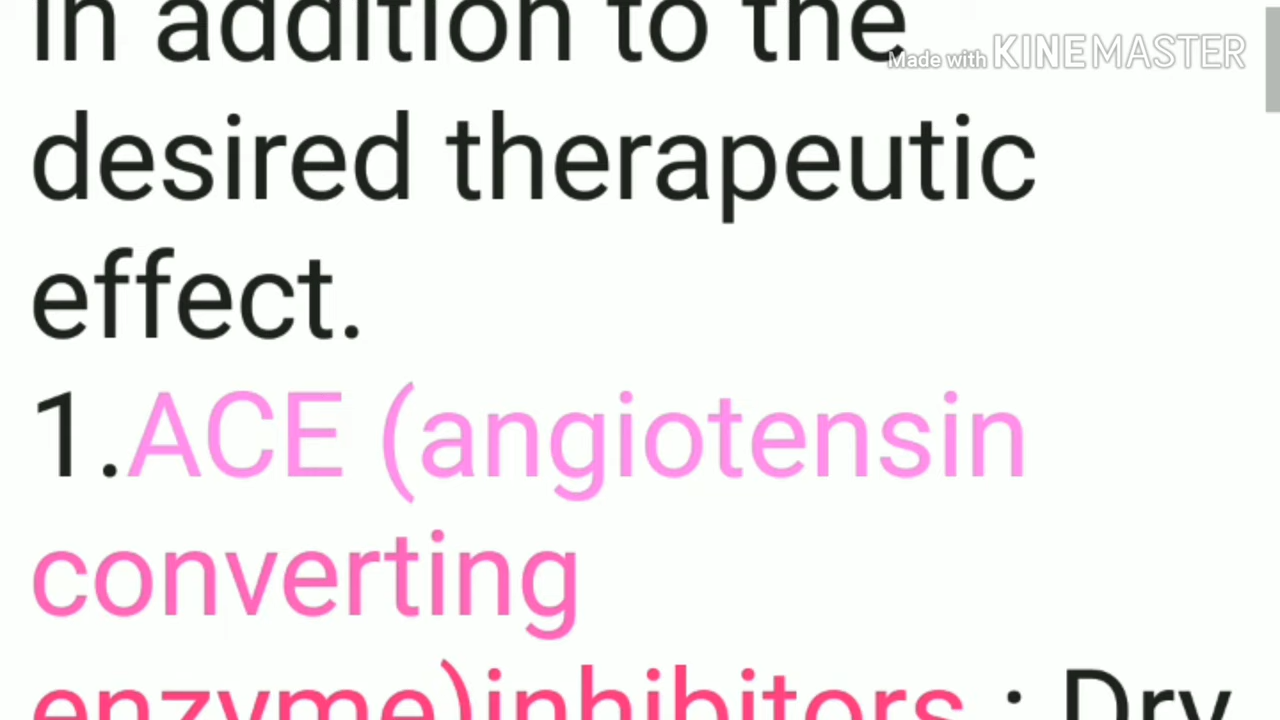 in addition to the
Made with KINEMASTER
desired therapeutic
effect.
1.ACE (angiotensin
converting
enzyme)inhibitors : Dry